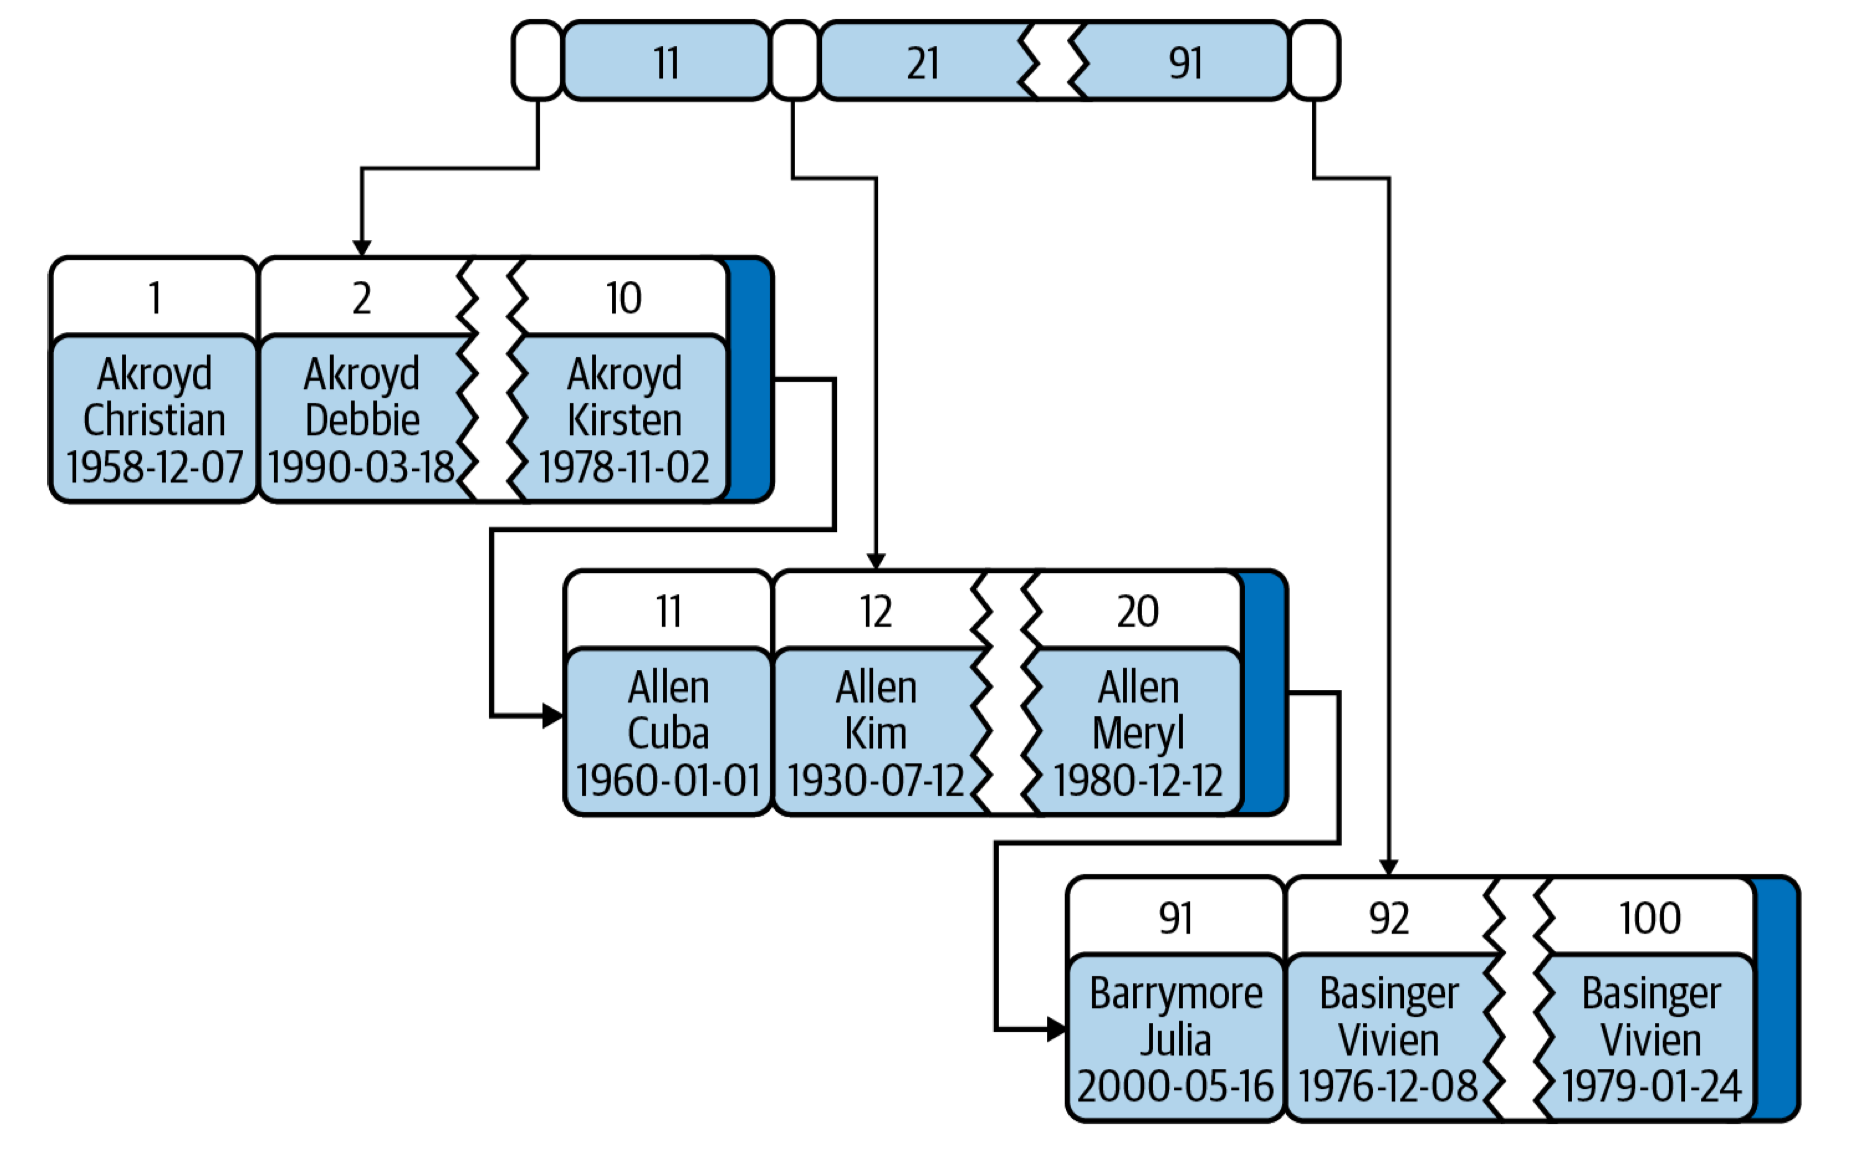 11 21 91
1 2 10
Akroyd Akroyd Akroyd
Christian Debbie Kirsten
1958-12-07 1990-03-18 1978-11-02
11 12 20
Allen Allen Allen
Cuba Kim Meryl
1960-01-01 1930-07-12 1980-12-12
91 92 100
Barrymore Basinger Basinger
Julia Vivien Vivien
2000-05-16 1976-12-08 1979-01-24